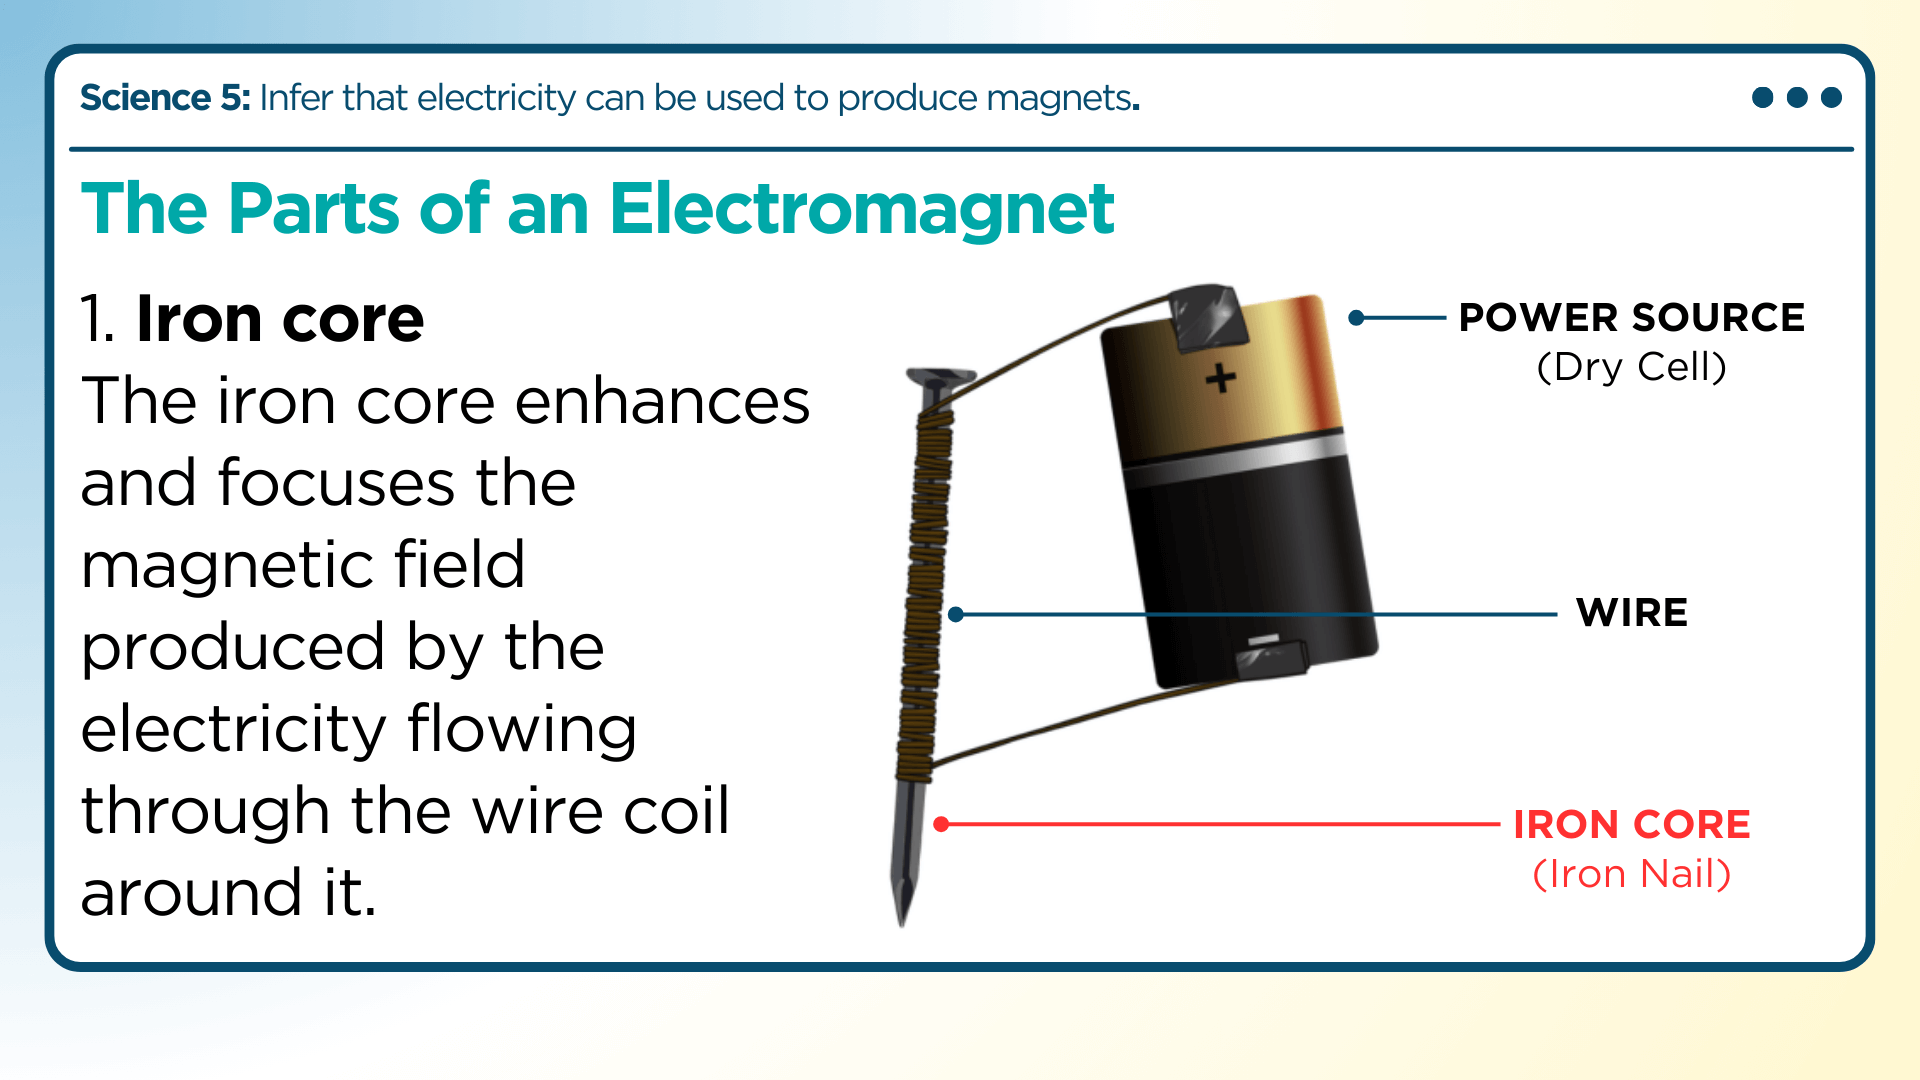 Science 5: Infer that electricity can be used to produce magnets.
The Parts of an Electromagnet
1. Iron core
The iron core enhances
and focuses the
magnetic field
produced by the
electricity flowing
through the wire coil
around it.
+
POWER SOURCE
(Dry Cell)
WIRE
IRON CORE
(Iron Nail)